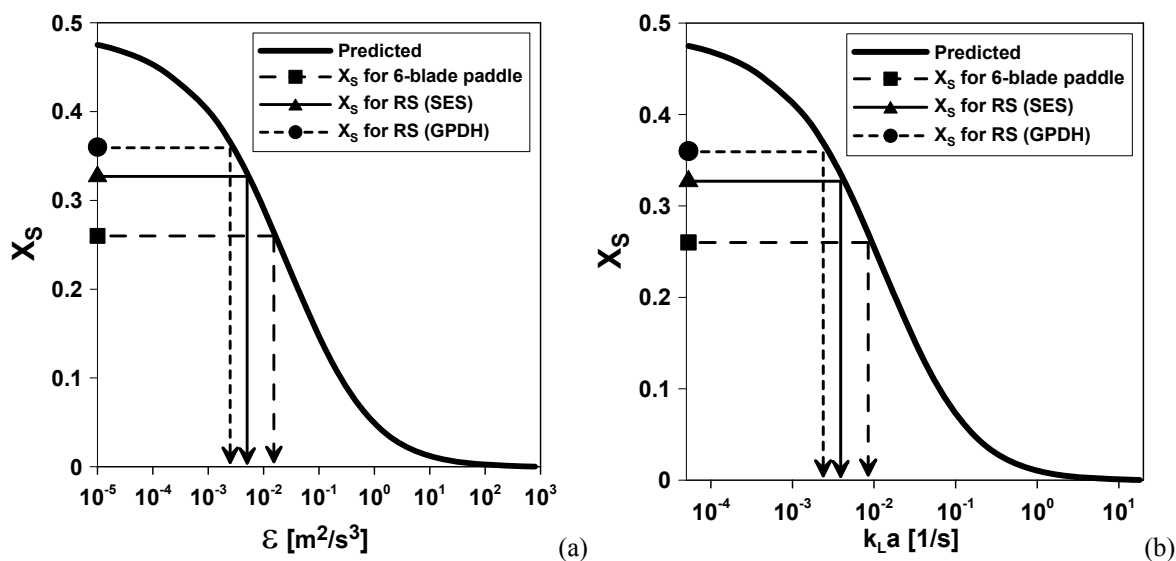 0.5
0.4
0.3
0.2
0.1
0
X_S
Predicted
X_S for 6-blade paddle
X_S for RS (SES)
X_S for RS (GPDH)
10^-5 10^-4 10^-3 10^-2 10^-1 10^0 10^1 10^2 10^3
ε [m^2/s^3]
(a)
0.5
0.4
0.3
0.2
0.1
0
X_S
Predicted
X_S for 6-blade paddle
X_S for RS (SES)
X_S for RS (GPDH)
10^-4 10^-3 10^-2 10^-1 10^0 10^1
k_L a [1/s]
(b)